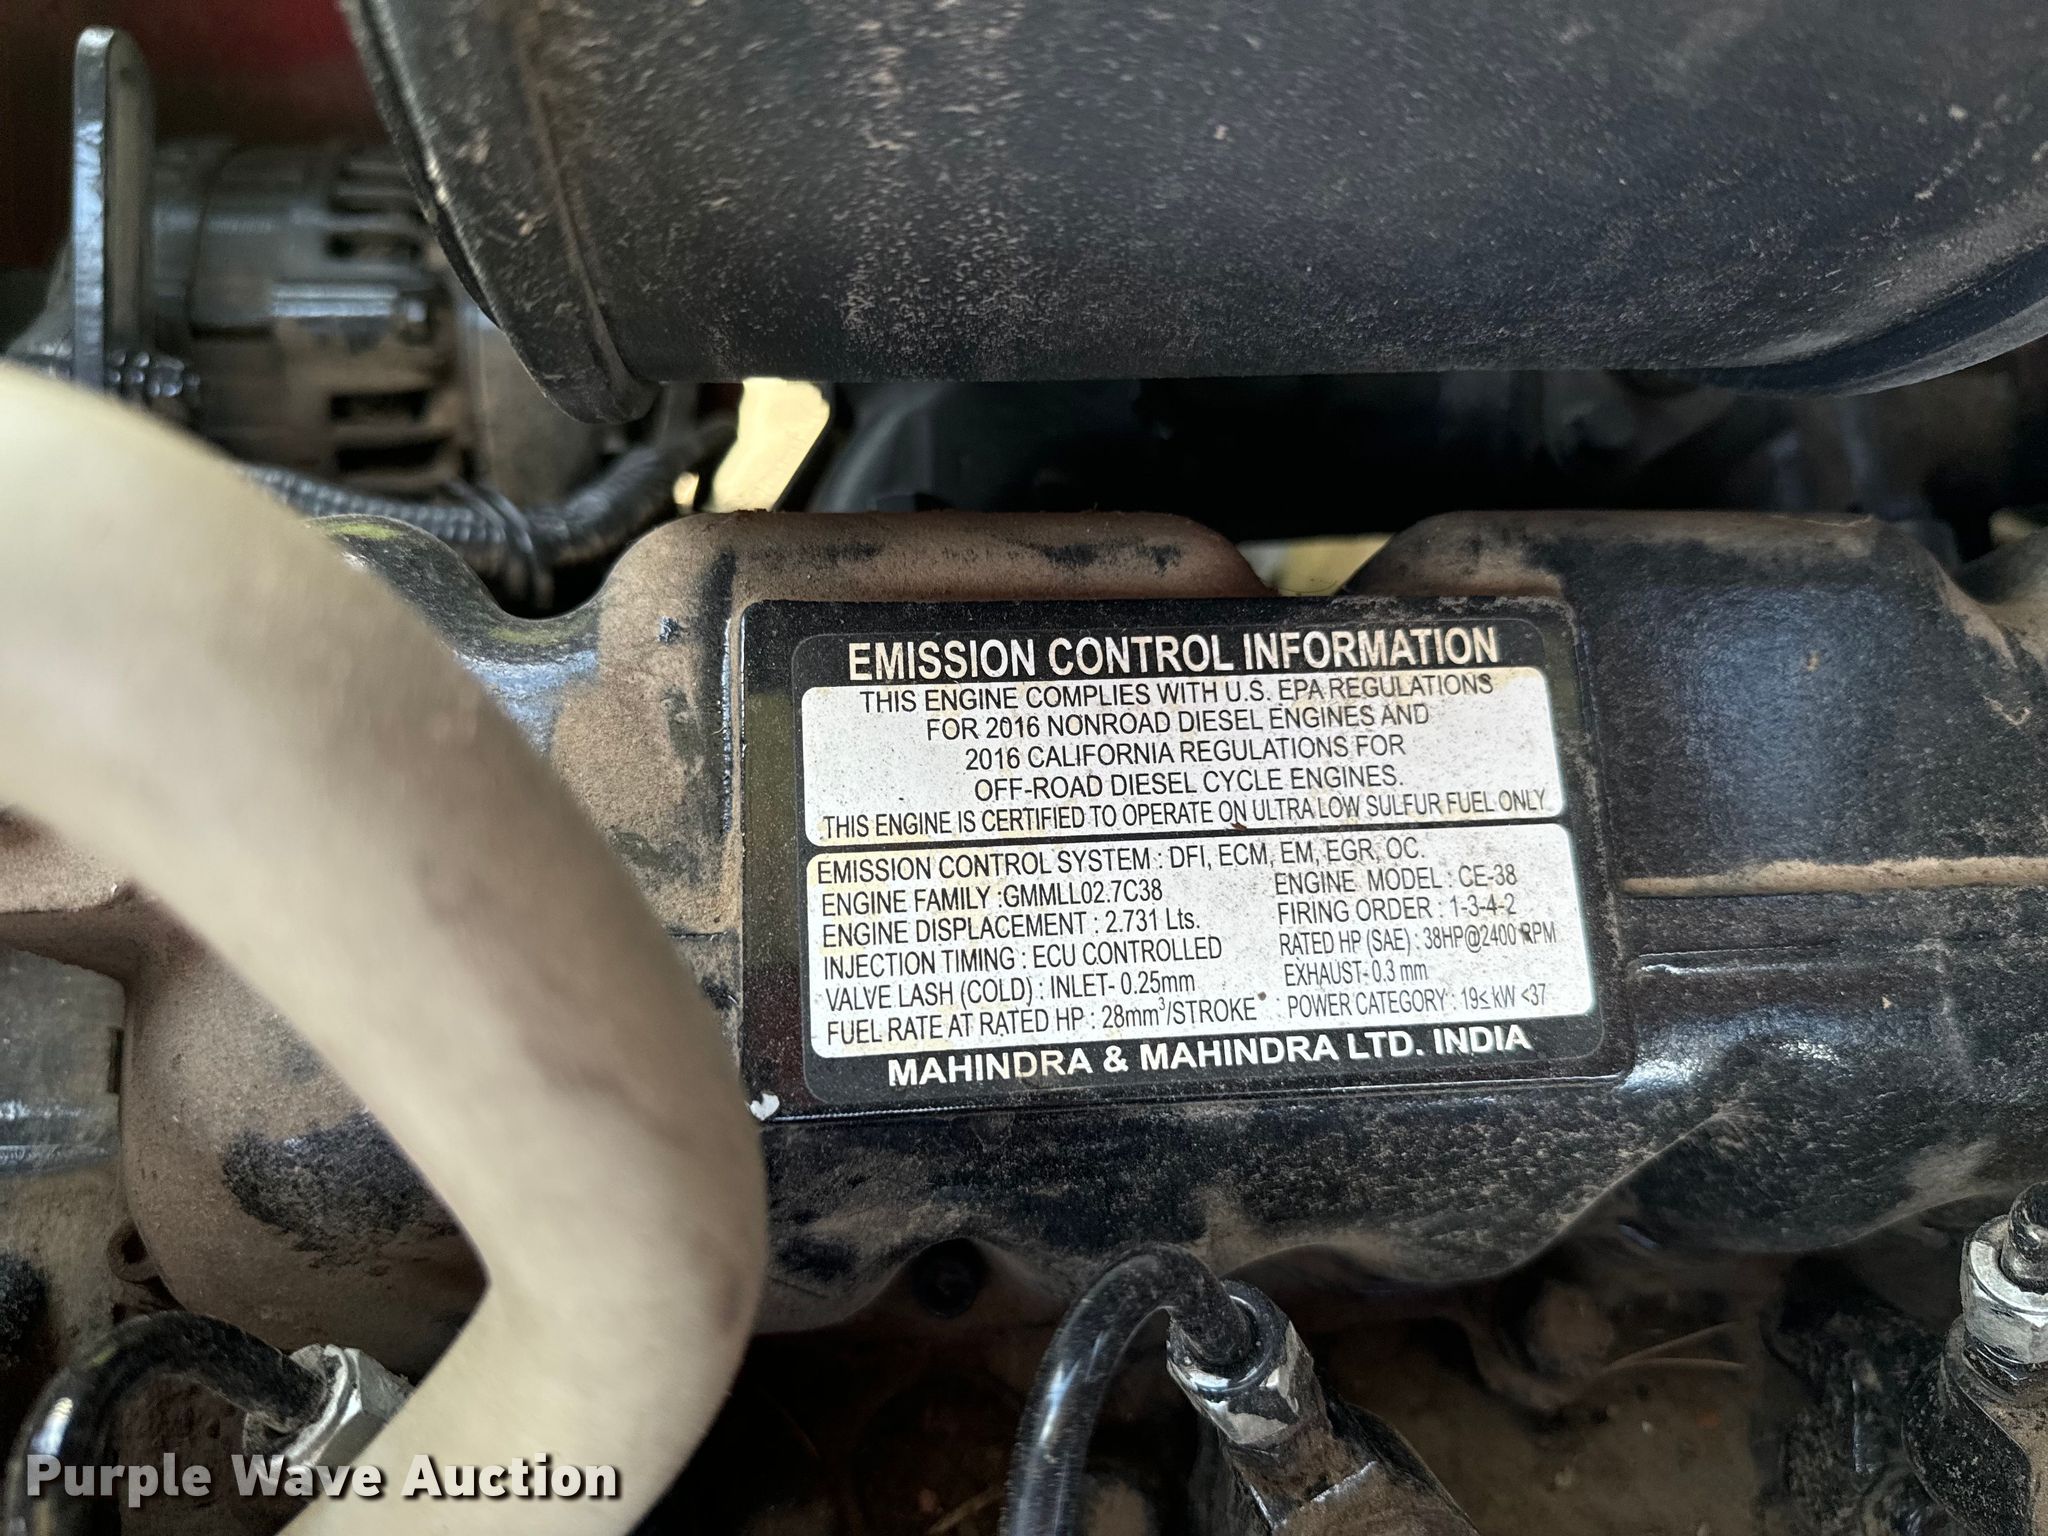 EMISSION CONTROL INFORMATION
THIS ENGINE COMPLIES WITH U.S. EPA REGULATIONS
FOR 2016 NONROAD DIESEL ENGINES AND
2016 CALIFORNIA REGULATIONS FOR
OFF-ROAD DIESEL CYCLE ENGINES.
THIS ENGINE IS CERTIFIED TO OPERATE ON ULTRA LOW SULFUR FUEL ONLY
EMISSION CONTROL SYSTEM : DFI, ECM, EM, EGR, OC.
ENGINE FAMILY :GMMLL02.7C38 ENGINE MODEL : CE-38
ENGINE DISPLACEMENT : 2.731 Lts. FIRING ORDER : 1-3-4-2
INJECTION TIMING : ECU CONTROLLED RATED HP (SAE) : 38HP@2400 RPM
VALVE LASH (COLD) : INLET- 0.25mm EXHAUST- 0.3 mm
FUEL RATE AT RATED HP : 28mm³/STROKE POWER CATEGORY : 19≤ kW <37
MAHINDRA & MAHINDRA LTD. INDIA
Purple Wave Auction